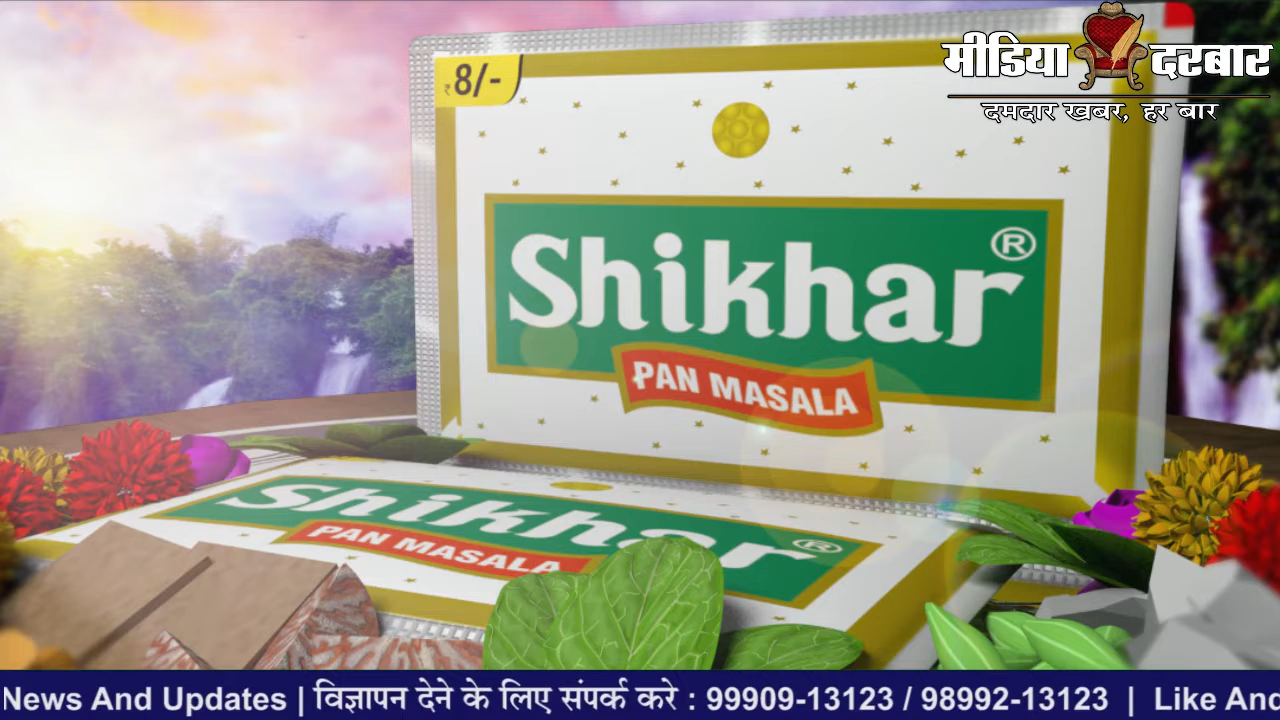 मीडिया दरबार
दमदार खबर, हर बार
₹8/-
Shikhar®
PAN MASALA
Shikhar®
PAN MASALA
News And Updates | विज्ञापन देने के लिए संपर्क करे : 99909-13123 / 98992-13123 | Like And